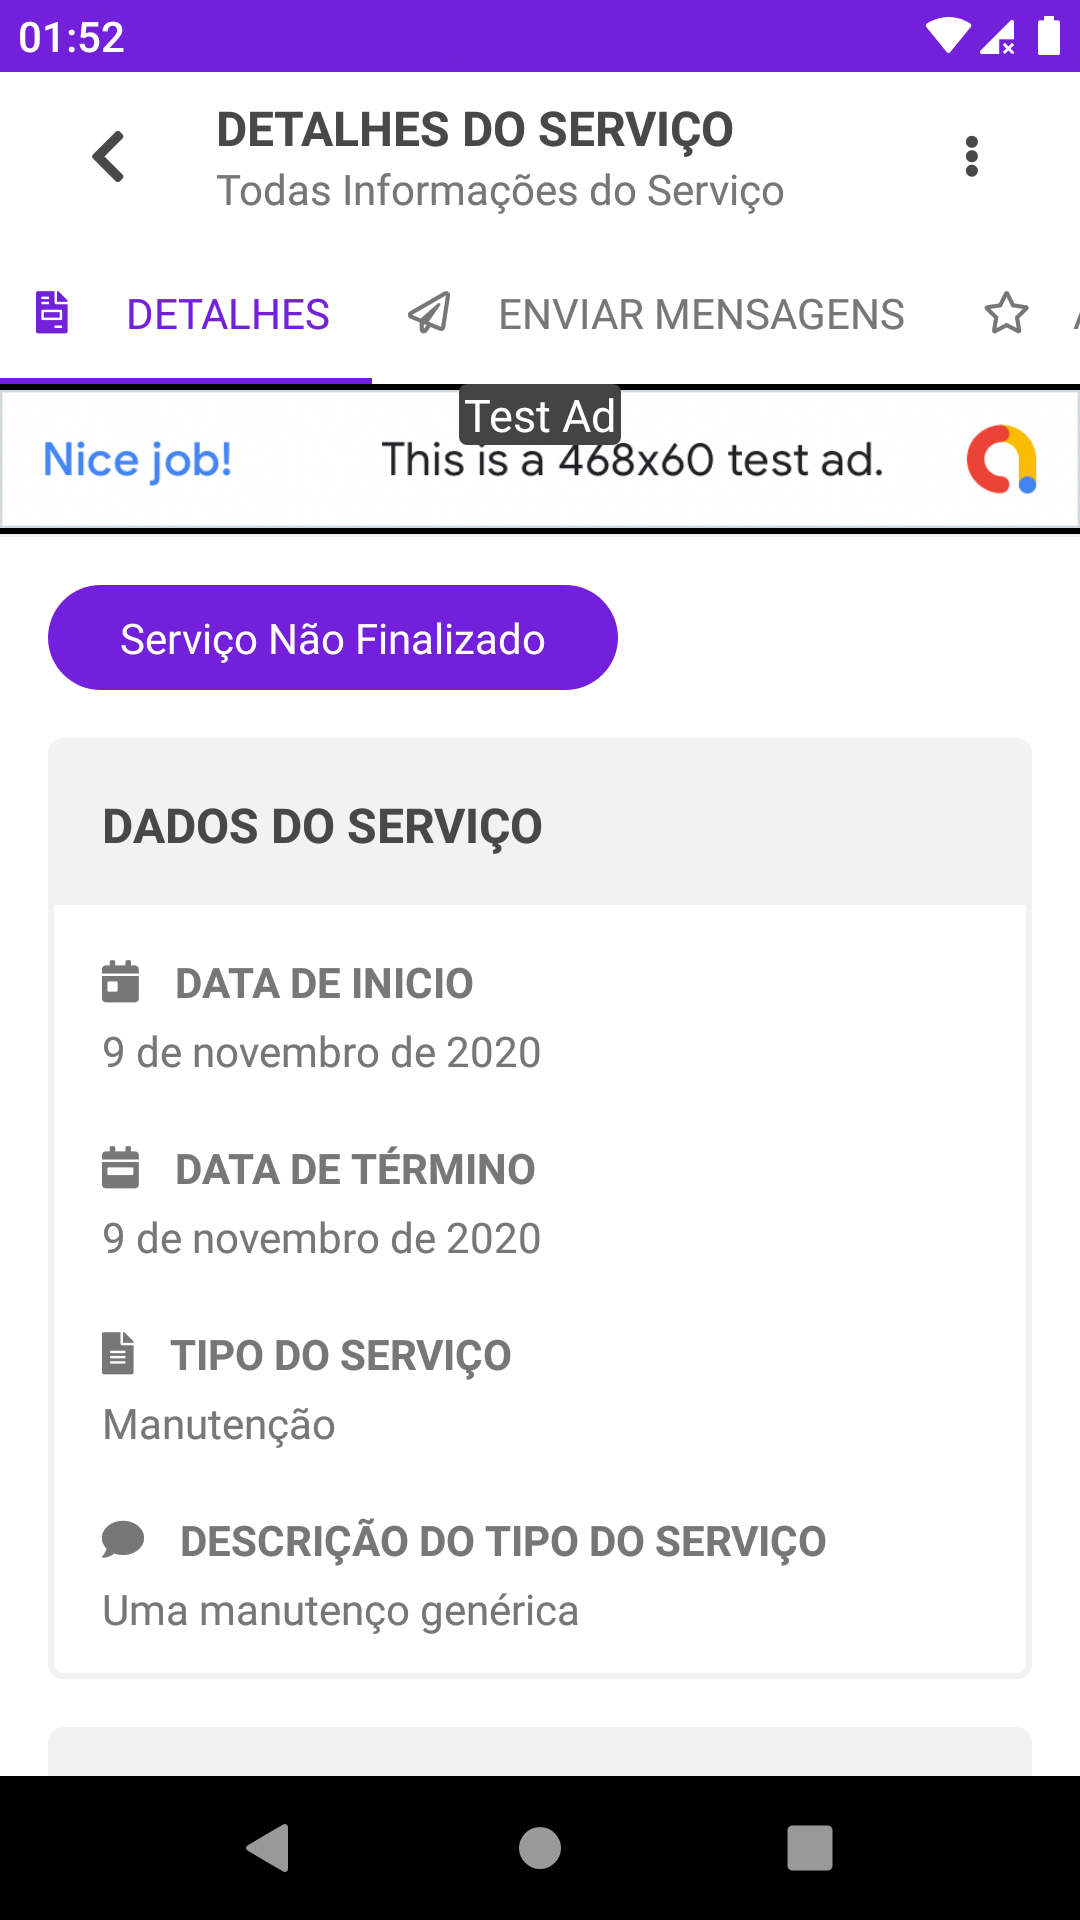 01:52
DETALHES DO SERVIÇO
Todas Informações do Serviço
DETALHES
ENVIAR MENSAGENS
Test Ad
Nice job!
This is a 468x60 test ad.
Serviço Não Finalizado
DADOS DO SERVIÇO
DATA DE INICIO
9 de novembro de 2020
DATA DE TÉRMINO
9 de novembro de 2020
TIPO DO SERVIÇO
Manutenção
DESCRIÇÃO DO TIPO DO SERVIÇO
Uma manutenço genérica